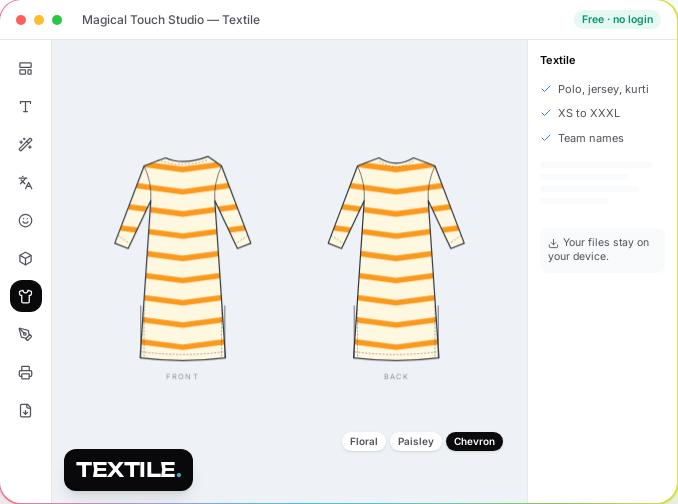 Magical Touch Studio — Textile
Free · no login
Textile
Polo, jersey, kurti
XS to XXXL
Team names
Your files stay on
your device.
FRONT
BACK
Floral
Paisley
Chevron
TEXTILE.